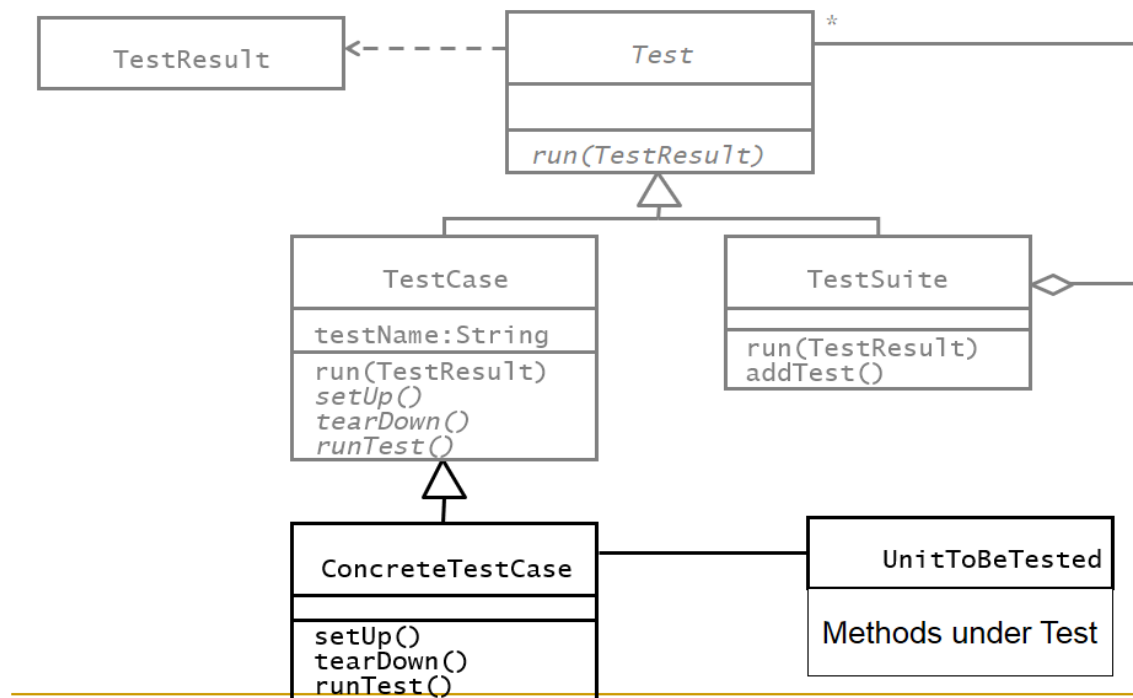 *
TestResult
Test
run(TestResult)
TestCase
testName:String
run(TestResult)
setUp()
tearDown()
runTest()
TestSuite
run(TestResult)
addTest()
ConcreteTestCase
setUp()
tearDown()
runTest()
UnitToBeTested
Methods under Test